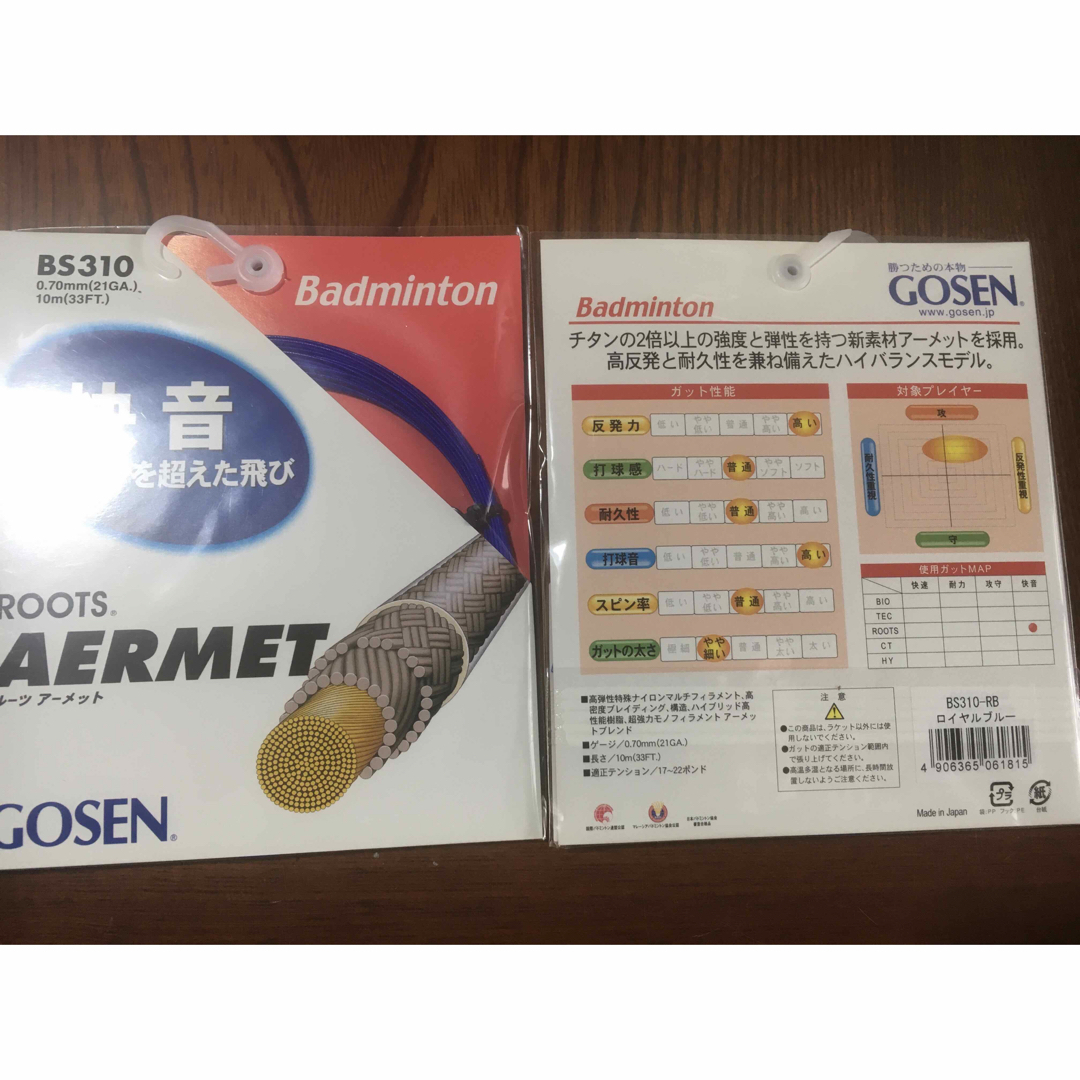 BS310
0.70mm(21GA.)
10m(33FT.)
Badminton
音
を超えた飛び
ROOTS®
AERMET
ルーツ アーメット
GOSEN®
勝つための本物
GOSEN®
www.gosen.jp
Badminton
チタンの2倍以上の強度と弾性を持つ新素材アーメットを採用。
高反発と耐久性を兼ね備えたハイバランスモデル。
ガット性能
反発力 低い やや低い 普通 やや高い 高い
打球感 ハード ややハード 普通 ややソフト ソフト
耐久性 低い やや低い 普通 やや高い 高い
打球音 低い やや低い 普通 やや高い 高い
スピン率 低い やや低い 普通 やや高い 高い
ガットの太さ 極細 やや細い 普通 やや太い 太い
対象プレイヤー
攻
耐久性重視
反発性重視
守
使用ガットMAP
快速 耐力 攻守 快音
BIO
TEC
ROOTS
CT
HY
■高弾性特殊ナイロンマルチフィラメント、高
密度ブレイディング、構造、ハイブリッド高
性能樹脂、超強力モノフィラメント アーメッ
トブレンド
■ゲージ/0.70mm(21GA.)
■長さ/10m(33FT.)
■適正テンション/17~22ポンド
注意
●この商品は、ラケット以外には使
用しないでください。
●ガットの適正テンション範囲内
で張り上げてください。
●高温多湿となる場所に、長時間放
置しないようご注意ください。
BS310-RB
ロイヤルブルー
4 906365 061815
Made in Japan
プラ
紙
台紙